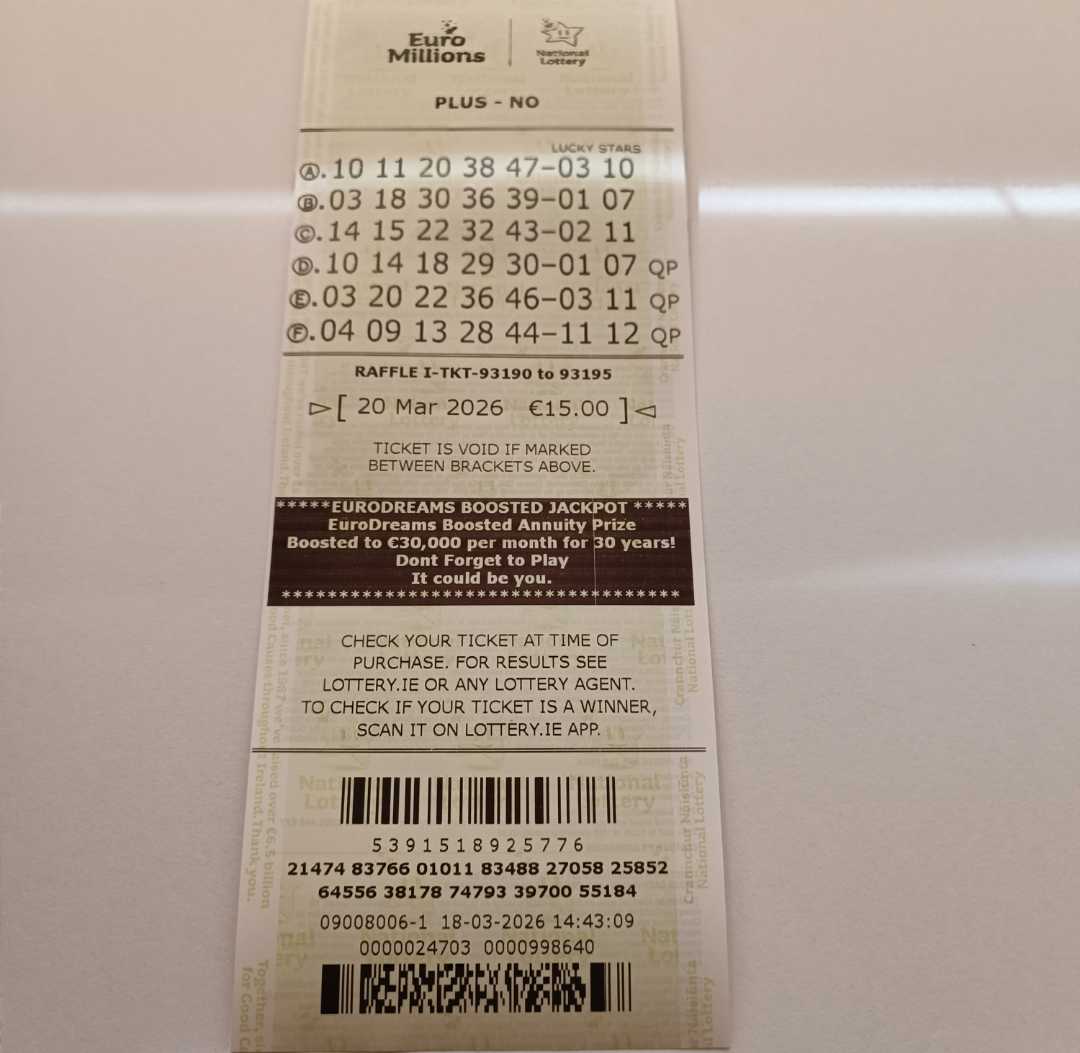 Euro
Millions
National
Lottery
PLUS - NO
LUCKY STARS
A. 10 11 20 38 47-03 10
B. 03 18 30 36 39-01 07
C. 14 15 22 32 43-02 11
D. 10 14 18 29 30-01 07 QP
E. 03 20 22 36 46-03 11 QP
F. 04 09 13 28 44-11 12 QP
RAFFLE I-TKT-93190 to 93195
[ 20 Mar 2026 €15.00 ]
TICKET IS VOID IF MARKED
BETWEEN BRACKETS ABOVE.
*****EURODREAMS BOOSTED JACKPOT *****
EuroDreams Boosted Annuity Prize
Boosted to €30,000 per month for 30 years!
Dont Forget to Play
It could be you.
**************************************
CHECK YOUR TICKET AT TIME OF
PURCHASE. FOR RESULTS SEE
LOTTERY.IE OR ANY LOTTERY AGENT.
TO CHECK IF YOUR TICKET IS A WINNER,
SCAN IT ON LOTTERY.IE APP.
5391518925776
21474 83766 01011 83488 27058 25852
64556 38178 74793 39700 55184
09008006-1 18-03-2026 14:43:09
0000024703 0000998640
Crannchur Náisiúnta
National Lottery